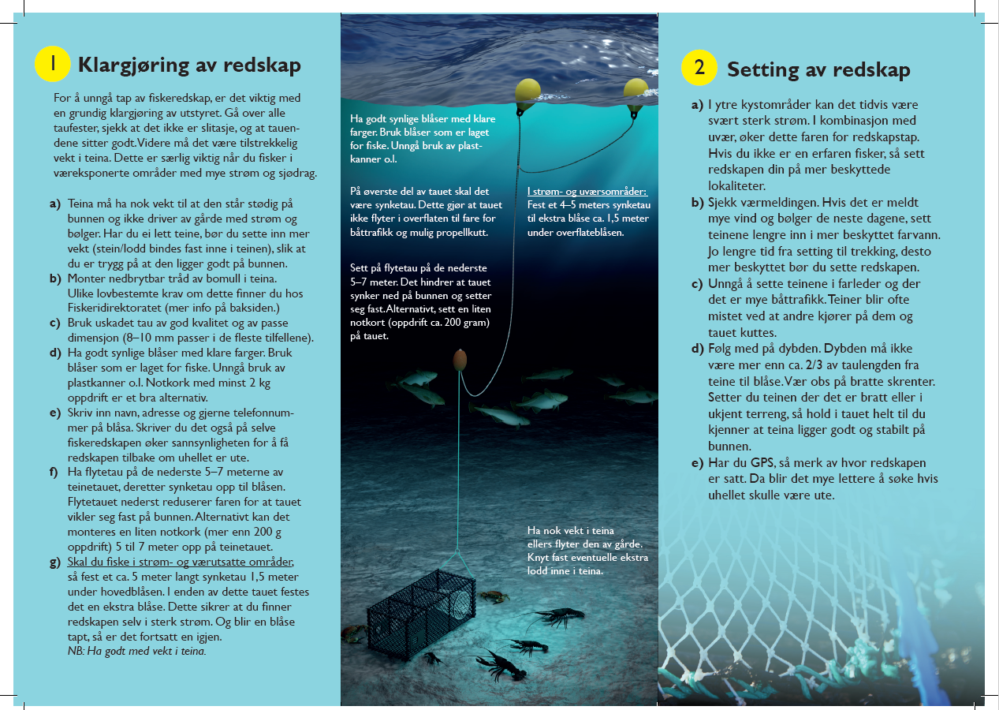 1 Klargjøring av redskap
For å unngå tap av fiskeredskap, er det viktig med
en grundig klargjøring av utstyret. Gå over alle
taufester, sjekk at det ikke er slitasje, og at tauen-
dene sitter godt. Videre må det være tilstrekkelig
vekt i teina. Dette er særlig viktig når du fisker i
væreksponerte områder med mye strøm og sjødrag.
a) Teina må ha nok vekt til at den står stødig på
bunnen og ikke driver av gårde med strøm og
bølger. Har du ei lett teine, bør du sette inn mer
vekt (stein/lodd bindes fast inne i teinen), slik at
du er trygg på at den ligger godt på bunnen.
b) Monter nedbrytbar tråd av bomull i teina.
Ulike lovbestemte krav om dette finner du hos
Fiskeridirektoratet (mer info på baksiden.)
c) Bruk uskadet tau av god kvalitet og av passe
dimensjon (8–10 mm passer i de fleste tilfellene).
d) Ha godt synlige blåser med klare farger. Bruk
blåser som er laget for fiske. Unngå bruk av
plastkanner o.l. Notkork med minst 2 kg
oppdrift er et bra alternativ.
e) Skriv inn navn, adresse og gjerne telefonnum-
mer på blåsa. Skriver du det også på selve
fiskeredskapen øker sannsynligheten for å få
redskapen tilbake om uhellet er ute.
f) Ha flytetau på de nederste 5–7 meterne av
teinetauet, deretter synketau opp til blåsen.
Flytetauet nederst reduserer faren for at tauet
vikler seg fast på bunnen. Alternativt kan det
monteres en liten notkork (mer enn 200 g
oppdrift) 5 til 7 meter opp på teinetauet.
g) Skal du fiske i strøm- og værutsatte områder,
så fest et ca. 5 meter langt synketau 1,5 meter
under hovedblåsen. I enden av dette tauet festes
det en ekstra blåse. Dette sikrer at du finner
redskapen selv i sterk strøm. Og blir en blåse
tapt, så er det fortsatt en igjen.
NB: Ha godt med vekt i teina.
Ha godt synlige blåser med klare
farger. Bruk blåser som er laget
for fiske. Unngå bruk av plast-
kanner o.l.
På øverste del av tauet skal det
være synketau. Dette gjør at tauet
ikke flyter i overflaten til fare for
båttrafikk og mulig propellkutt.
I strøm- og uværsområder:
Fest et 4–5 meters synketau
til ekstra blåse ca. 1,5 meter
under overflateblåsen.
Sett på flytetau på de nederste
5–7 meter. Det hindrer at tauet
synker ned på bunnen og setter
seg fast. Alternativt, sett en liten
notkort (oppdrift ca. 200 gram)
på tauet.
Ha nok vekt i teina
ellers flyter den av gårde.
Knyt fast eventuelle ekstra
lodd inne i teina.
2 Setting av redskap
a) I ytre kystområder kan det tidvis være
svært sterk strøm. I kombinasjon med
uvær, øker dette faren for redskapstap.
Hvis du ikke er en erfaren fisker, så sett
redskapen din på mer beskyttede
lokaliteter.
b) Sjekk værmeldingen. Hvis det er meldt
mye vind og bølger de neste dagene, sett
teinene lengre inn i mer beskyttet farvann.
Jo lengre tid fra setting til trekking, desto
mer beskyttet bør du sette redskapen.
c) Unngå å sette teinene i farleder og der
det er mye båttrafikk. Teiner blir ofte
mistet ved at andre kjører på dem og
tauet kuttes.
d) Følg med på dybden. Dybden må ikke
være mer enn ca. 2/3 av taulengden fra
teine til blåse. Vær obs på bratte skrenter.
Setter du teinen der det er bratt eller i
ukjent terreng, så hold i tauet helt til du
kjenner at teina ligger godt og stabilt på
bunnen.
e) Har du GPS, så merk av hvor redskapen
er satt. Da blir det mye lettere å søke hvis
uhellet skulle være ute.